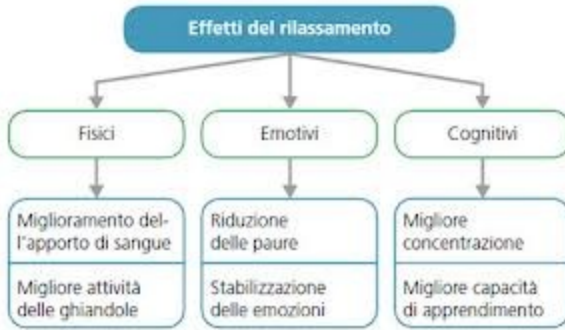 Effetti del rilassamento
Fisici
Emotivi
Cognitivi
Miglioramento del-
l'apporto di sangue
Migliore attività
delle ghiandole
Riduzione
delle paure
Stabilizzazione
delle emozioni
Migliore
concentrazione
Migliore capacità
di apprendimento